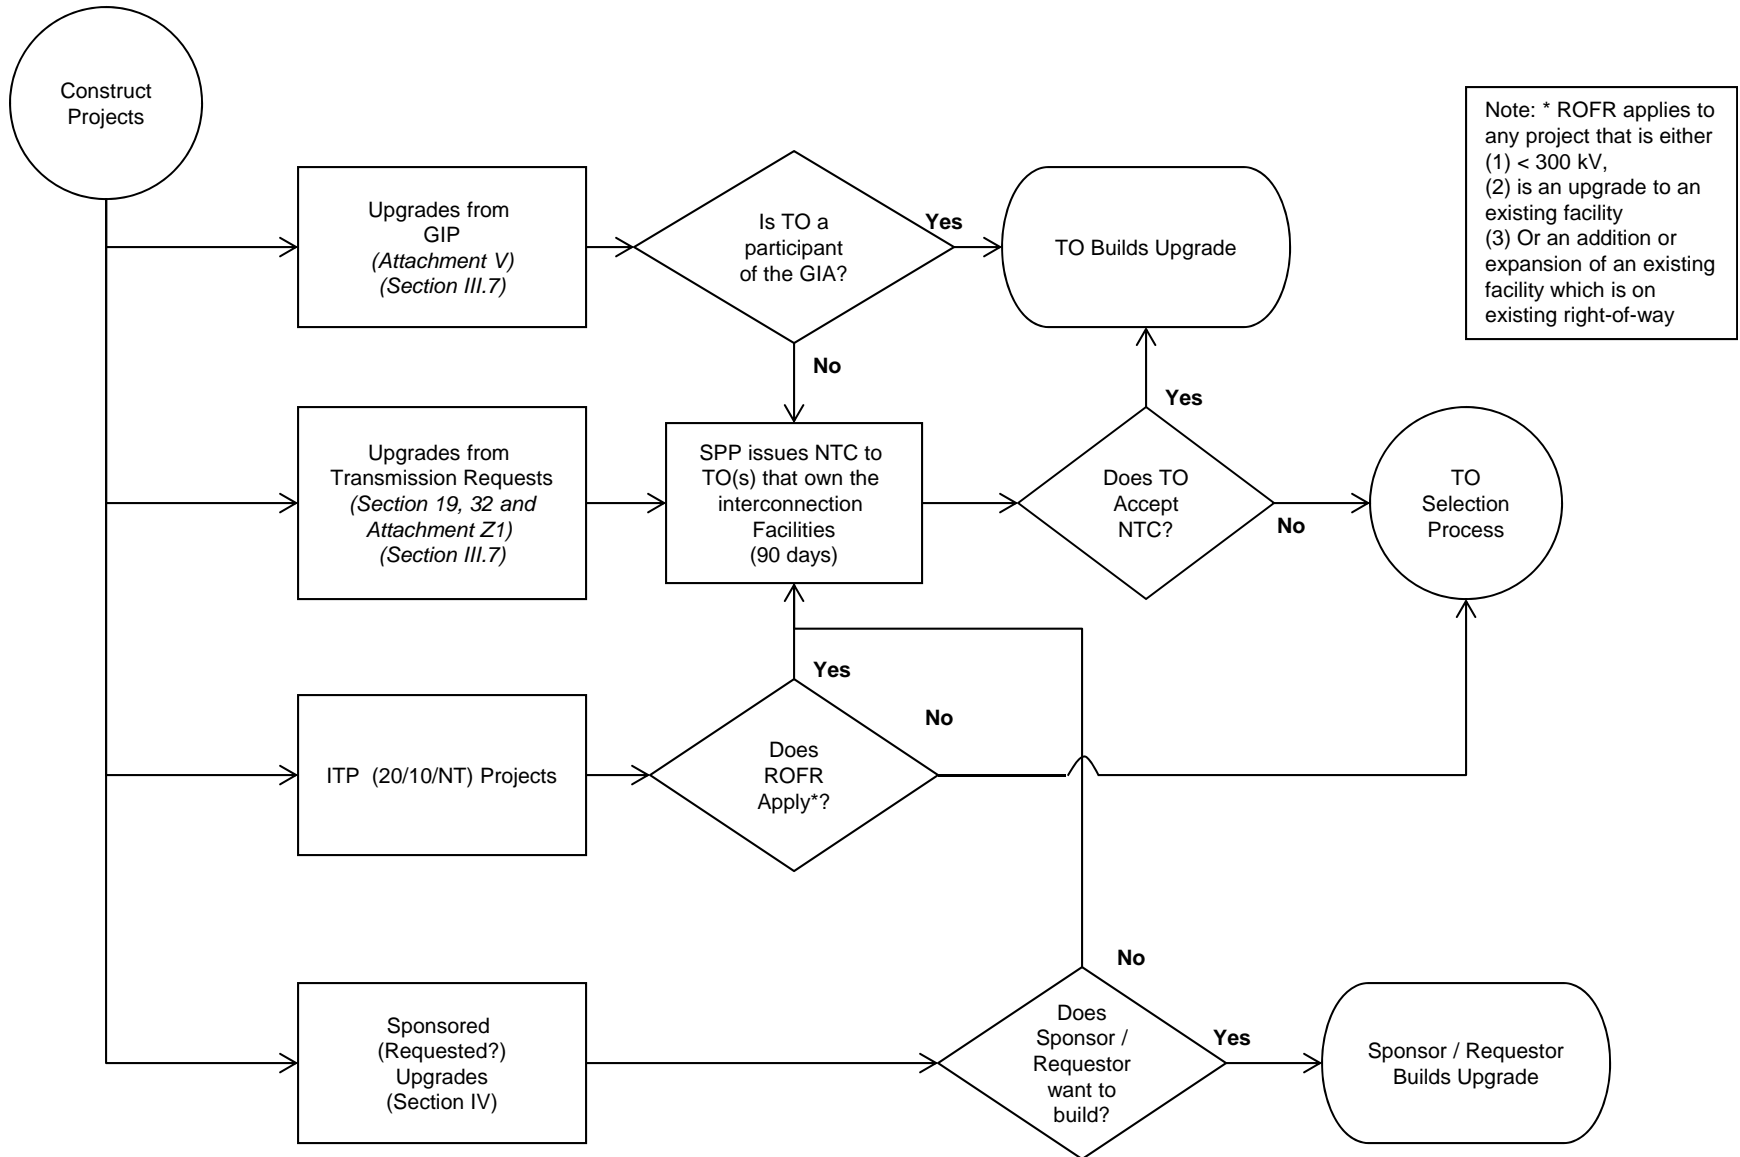 Construct
Projects
Note: * ROFR applies to
any project that is either
(1) < 300 kV,
(2) is an upgrade to an
existing facility
(3) Or an addition or
expansion of an existing
facility which is on
existing right-of-way
Upgrades from
GIP
(Attachment V)
(Section III.7)
Is TO a
participant
of the GIA?
Yes
TO Builds Upgrade
No
Upgrades from
Transmission Requests
(Section 19, 32 and
Attachment Z1)
(Section III.7)
SPP issues NTC to
TO(s) that own the
interconnection
Facilities
(90 days)
Yes
Does TO
Accept
NTC?
No
TO
Selection
Process
ITP  (20/10/NT) Projects
Yes
Does
ROFR
Apply*?
No
Sponsored
(Requested?)
Upgrades
(Section IV)
No
Does
Sponsor /
Requestor
want to
build?
Yes
Sponsor / Requestor
Builds Upgrade